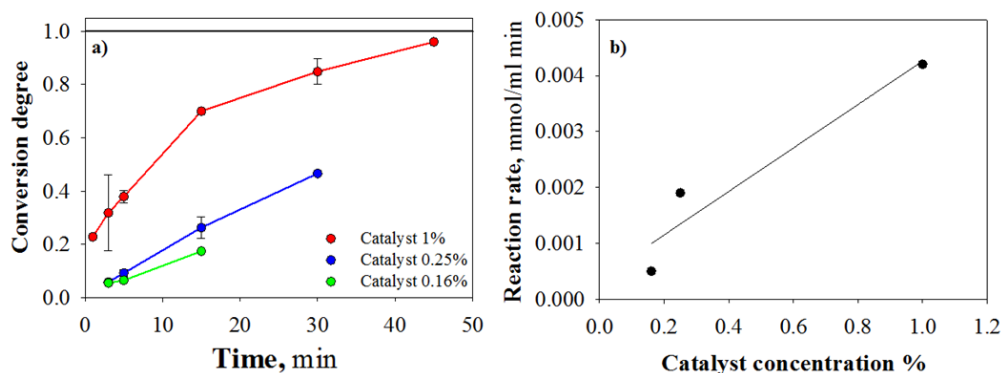 a)
Conversion degree
1.0
0.8
0.6
0.4
0.2
0.0
0 10 20 30 40 50
Time, min
Catalyst 1%
Catalyst 0.25%
Catalyst 0.16%
b)
Reaction rate, mmol/ml min
0.005
0.004
0.003
0.002
0.001
0.000
0.0 0.2 0.4 0.6 0.8 1.0 1.2
Catalyst concentration %